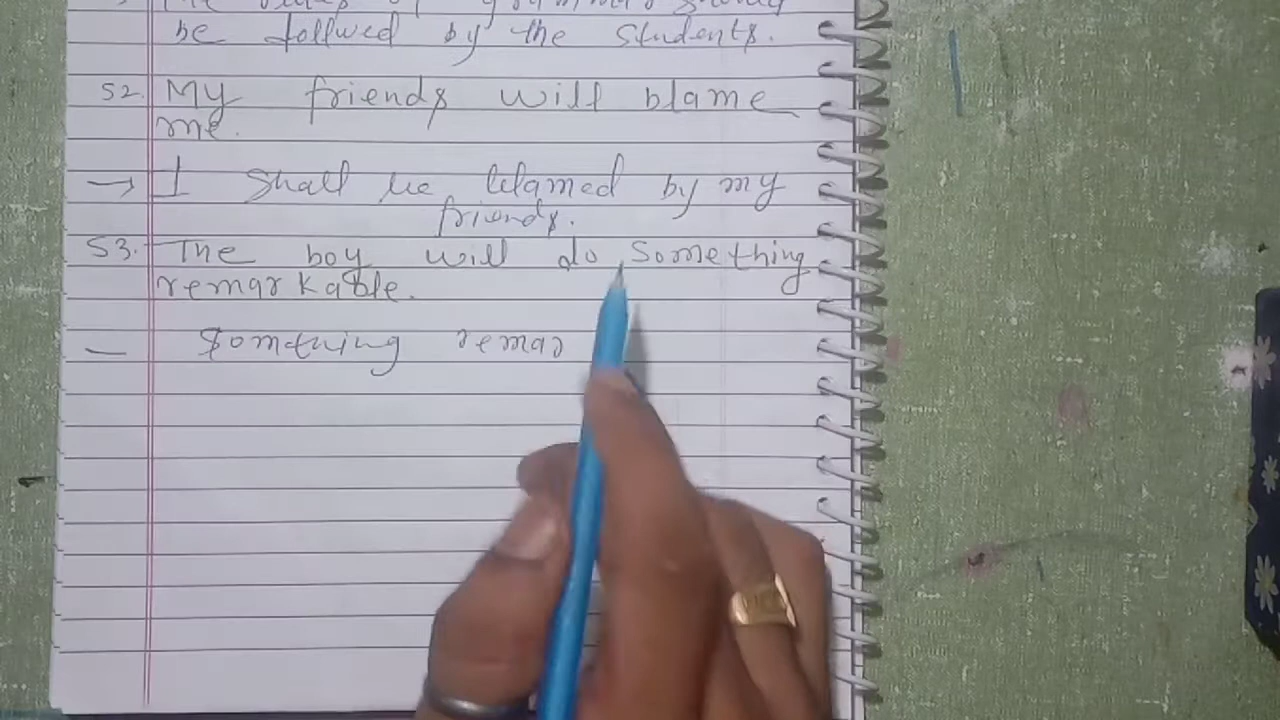 be follwed by the students.
52. My friends will blame
me.
→ I shall be blamed by my
friends.
53. The boy will do something
remarkable.
— Something remar